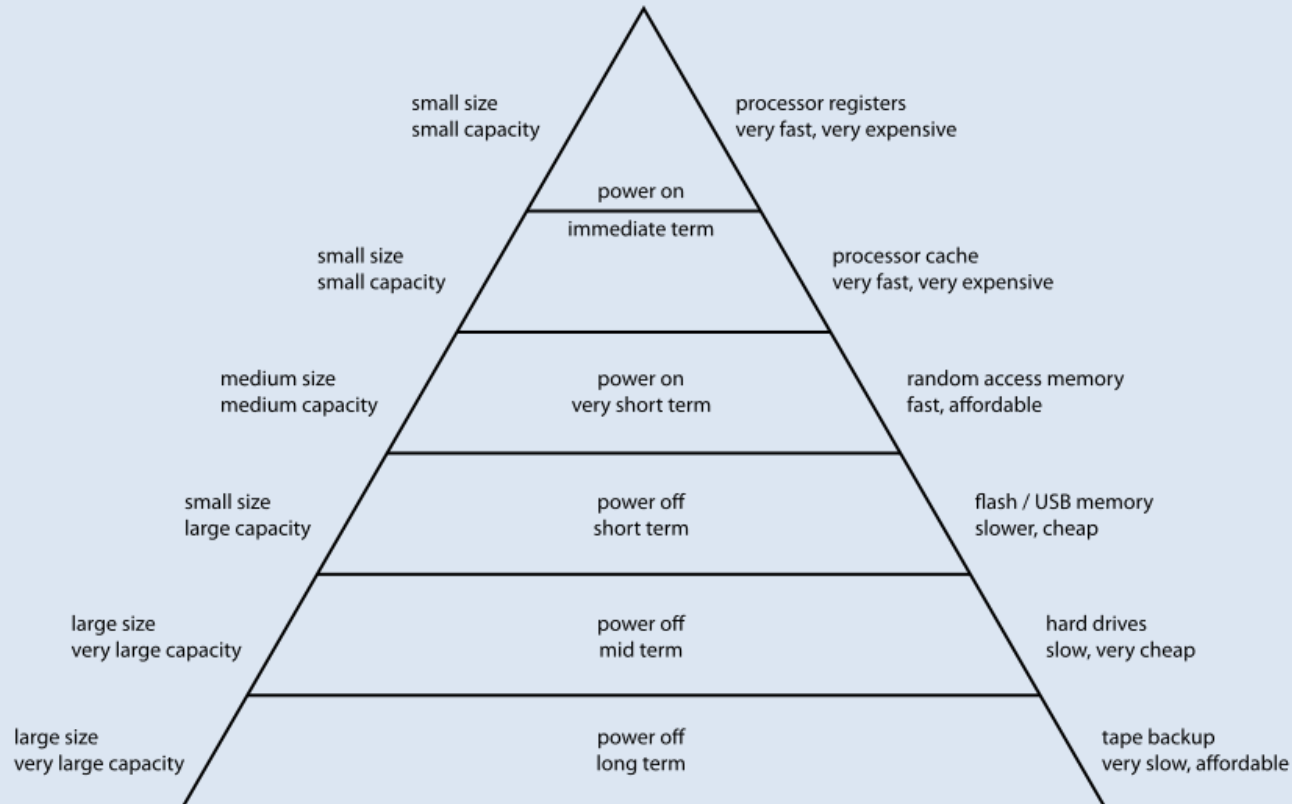 small size
small capacity
processor registers
very fast, very expensive
power on
immediate term
small size
small capacity
processor cache
very fast, very expensive
medium size
medium capacity
power on
very short term
random access memory
fast, affordable
small size
large capacity
power off
short term
flash / USB memory
slower, cheap
large size
very large capacity
power off
mid term
hard drives
slow, very cheap
large size
very large capacity
power off
long term
tape backup
very slow, affordable